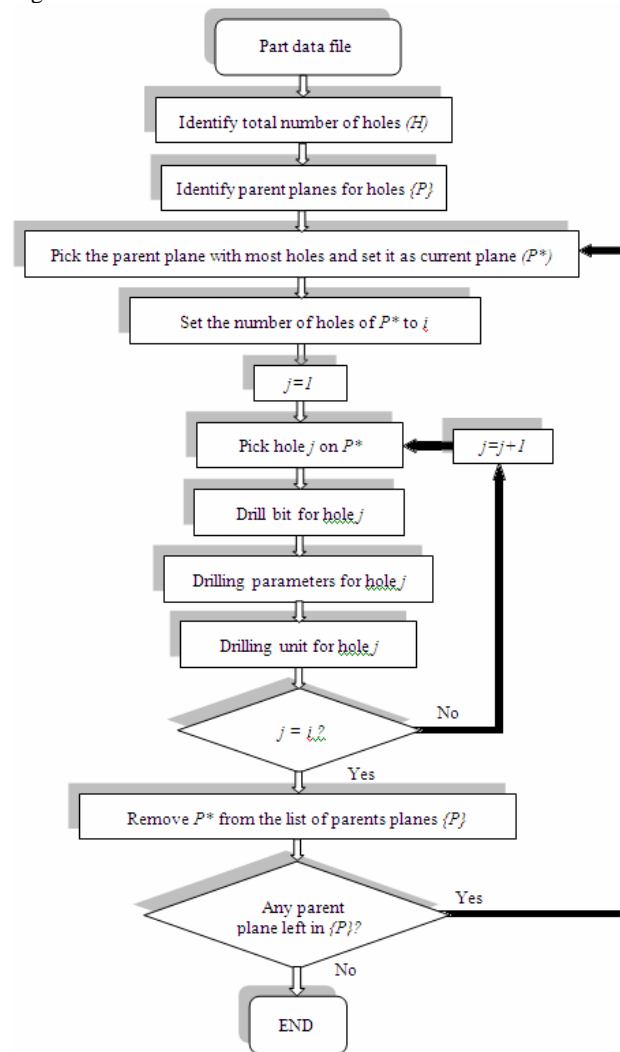 Part data file
Identify total number of holes (H)
Identify parent planes for holes {P}
Pick the parent plane with most holes and set it as current plane (P*)
Set the number of holes of P* to i
j=1
Pick hole j on P*
j=j+1
Drill bit for hole j
Drilling parameters for hole j
Drilling unit for hole j
No
j = i ?
Yes
Remove P* from the list of parents planes {P}
Yes
Any parent
plane left in {P}?
No
END